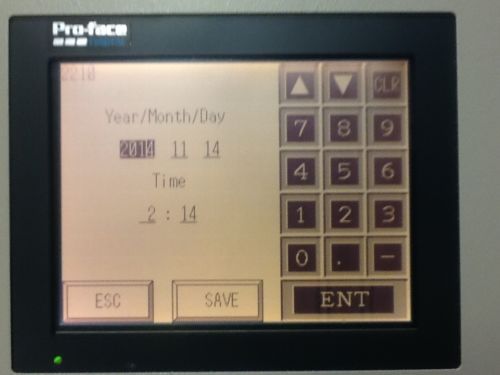 Pro-face
2210
▲ ▼ CLR
Year/Month/Day
7 8 9
2014 11 14
Time
4 5 6
2 : 14
1 2 3
0 . -
ESC SAVE ENT